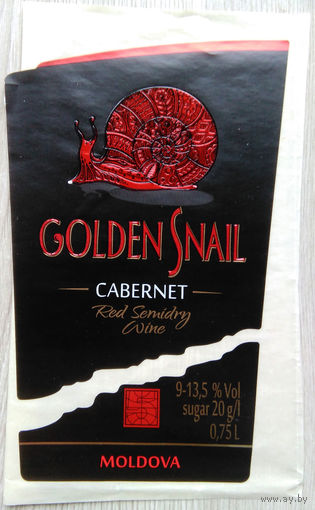 GOLDEN SNAIL
CABERNET
Red Semidry
Wine
9-13,5 % Vol
sugar 20 g/l
0,75 L
MOLDOVA
www.ay.by